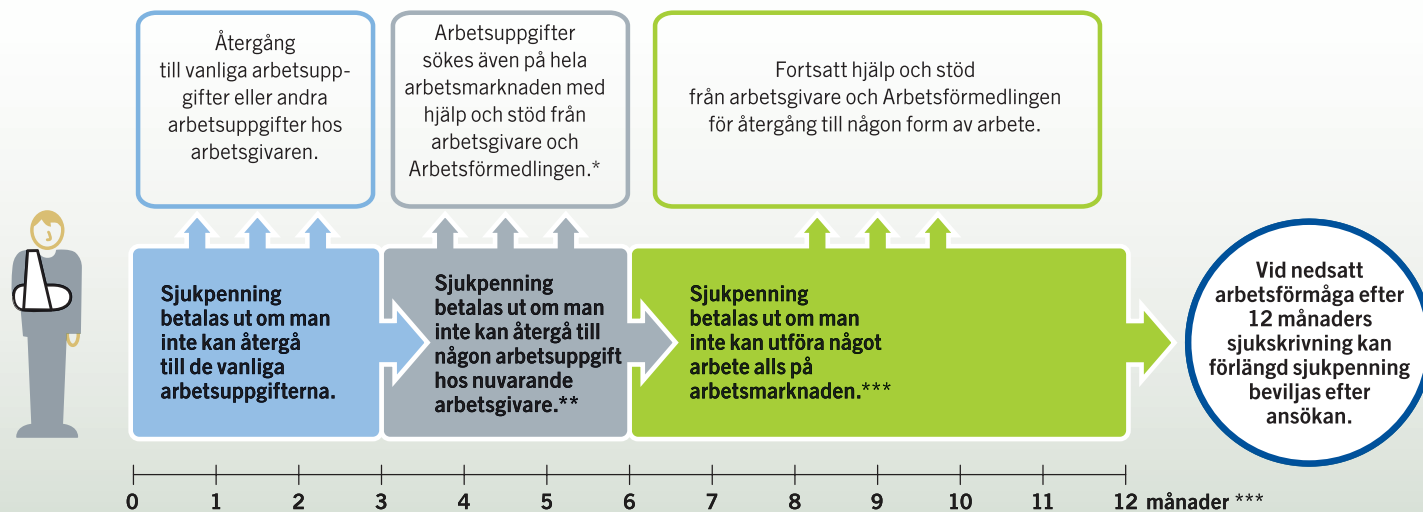 Återgång
till vanliga arbetsupp-
gifter eller andra
arbetsuppgifter hos
arbetsgivaren.
Arbetsuppgifter
sökes även på hela
arbetsmarknaden med
hjälp och stöd från
arbetsgivare och
Arbetsförmedlingen.*
Fortsatt hjälp och stöd
från arbetsgivare och Arbetsförmedlingen
för återgång till någon form av arbete.
Sjukpenning
betalas ut om man
inte kan återgå
till de vanliga
arbetsuppgifterna.
Sjukpenning
betalas ut om man
inte kan återgå till
någon arbetsuppgift
hos nuvarande
arbetsgivare.**
Sjukpenning
betalas ut om man
inte kan utföra något
arbete alls på
arbetsmarknaden.***
Vid nedsatt
arbetsförmåga efter
12 månaders
sjukskrivning kan
förlängd sjukpenning
beviljas efter
ansökan.
0 1 2 3 4 5 6 7 8 9 10 11 12 månader ***